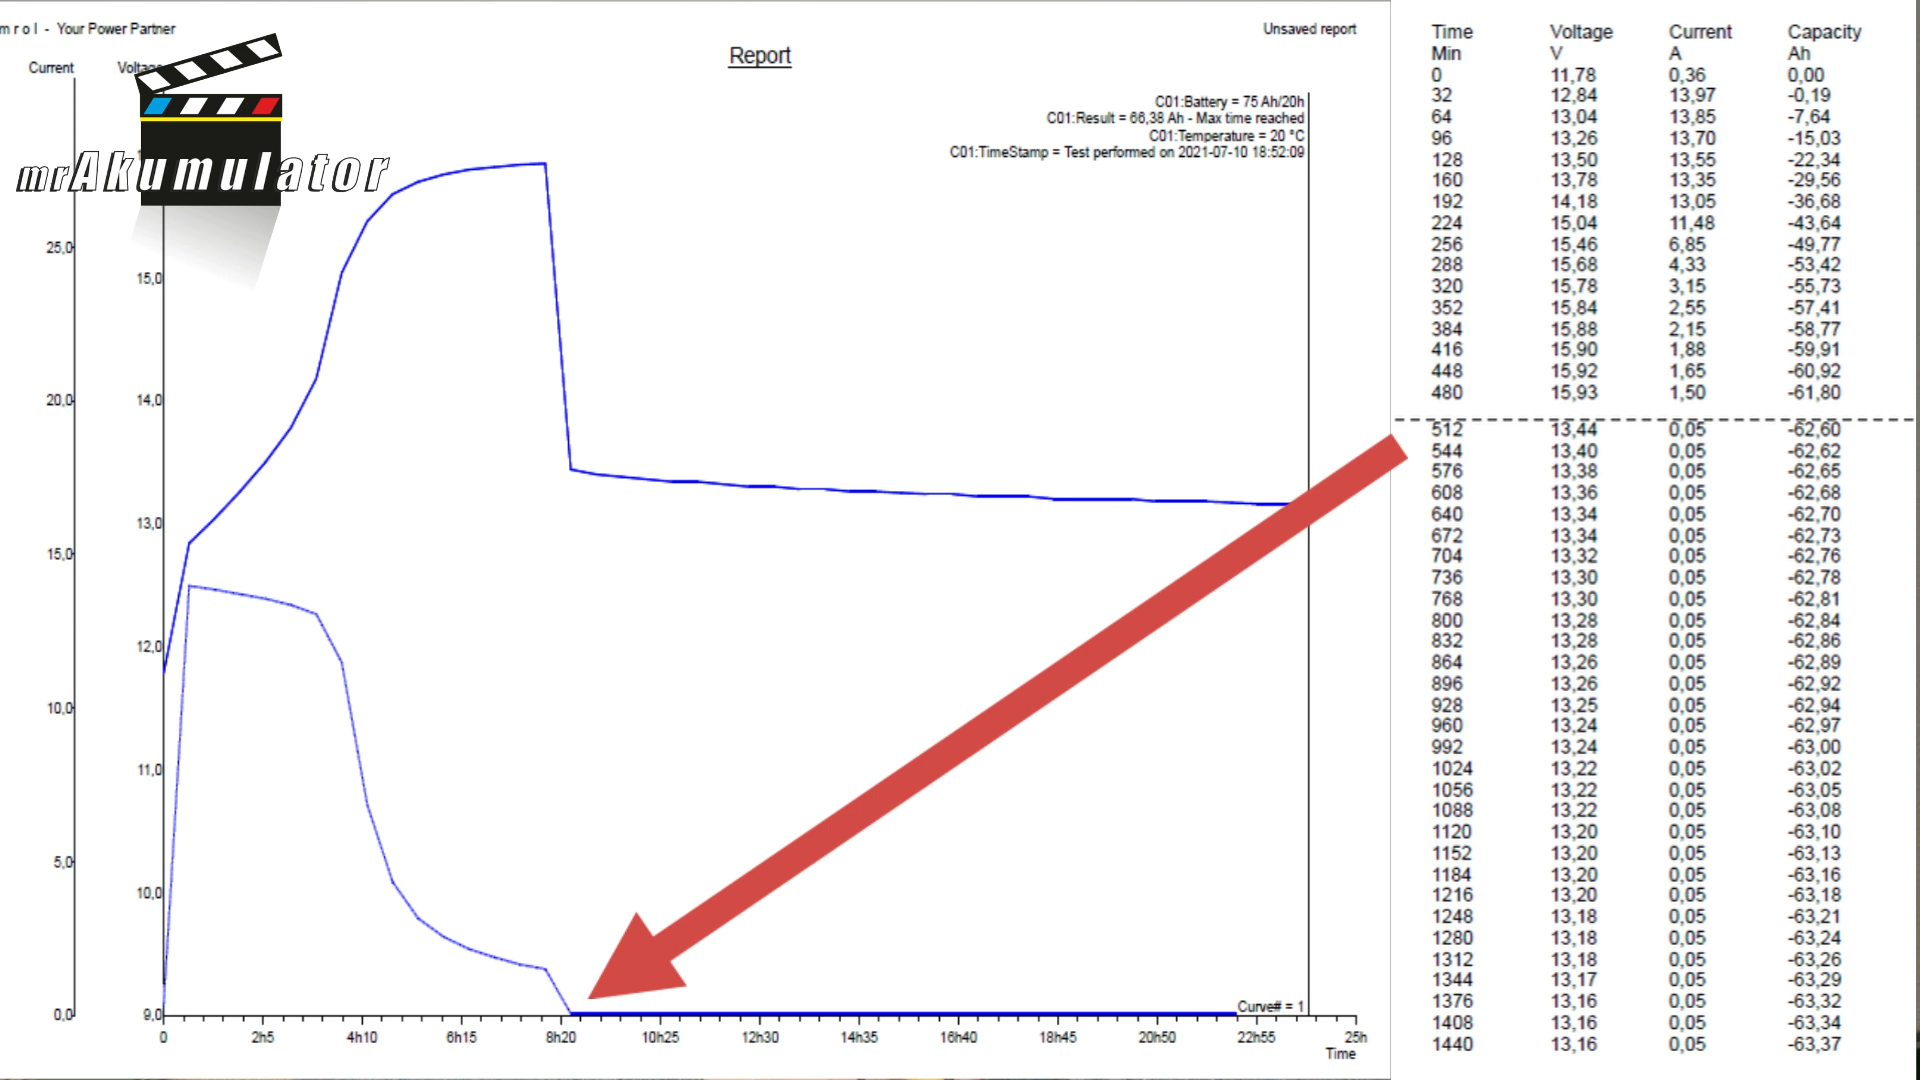 m r o l - Your Power Partner
Unsaved report
Report
Current
Voltage
mrAkumulator
C01:Battery = 75 Ah/20h
C01:Result = 66,38 Ah - Max time reached
C01:Temperature = 20 °C
C01:TimeStamp = Test performed on 2021-07-10 18:52:09
25,0
20,0
15,0
10,0
5,0
0,0
15,0
14,0
13,0
12,0
11,0
10,0
9,0
Curve# = 1
0 2h5 4h10 6h15 8h20 10h25 12h30 14h35 16h40 18h45 20h50 22h55 25h
Time
Time Voltage Current Capacity
Min V A Ah
0 11,78 0,36 0,00
32 12,84 13,97 -0,19
64 13,04 13,85 -7,64
96 13,26 13,70 -15,03
128 13,50 13,55 -22,34
160 13,78 13,35 -29,56
192 14,18 13,05 -36,68
224 15,04 11,48 -43,64
256 15,46 6,85 -49,77
288 15,68 4,33 -53,42
320 15,78 3,15 -55,73
352 15,84 2,55 -57,41
384 15,88 2,15 -58,77
416 15,90 1,88 -59,91
448 15,92 1,65 -60,92
480 15,93 1,50 -61,80
512 13,44 0,05 -62,60
544 13,40 0,05 -62,62
576 13,38 0,05 -62,65
608 13,36 0,05 -62,68
640 13,34 0,05 -62,70
672 13,34 0,05 -62,73
704 13,32 0,05 -62,76
736 13,30 0,05 -62,78
768 13,30 0,05 -62,81
800 13,28 0,05 -62,84
832 13,28 0,05 -62,86
864 13,26 0,05 -62,89
896 13,26 0,05 -62,92
928 13,25 0,05 -62,94
960 13,24 0,05 -62,97
992 13,24 0,05 -63,00
1024 13,22 0,05 -63,02
1056 13,22 0,05 -63,05
1088 13,22 0,05 -63,08
1120 13,20 0,05 -63,10
1152 13,20 0,05 -63,13
1184 13,20 0,05 -63,16
1216 13,20 0,05 -63,18
1248 13,18 0,05 -63,21
1280 13,18 0,05 -63,24
1312 13,18 0,05 -63,26
1344 13,17 0,05 -63,29
1376 13,16 0,05 -63,32
1408 13,16 0,05 -63,34
1440 13,16 0,05 -63,37